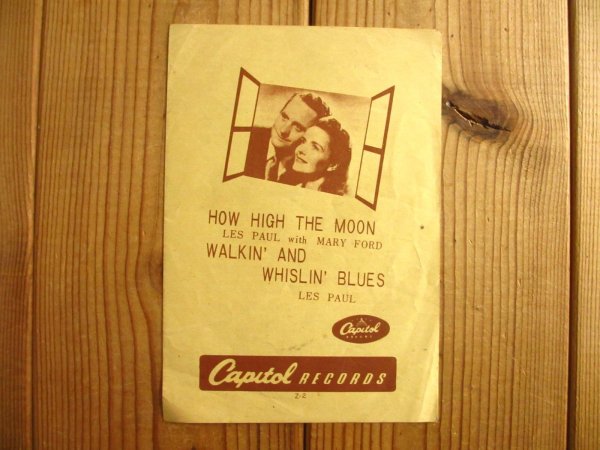 HOW HIGH THE MOON
LES PAUL with MARY FORD
WALKIN' AND
WHISLIN' BLUES
LES PAUL
Capitol
RECORDS
Capitol RECORDS
Z-2